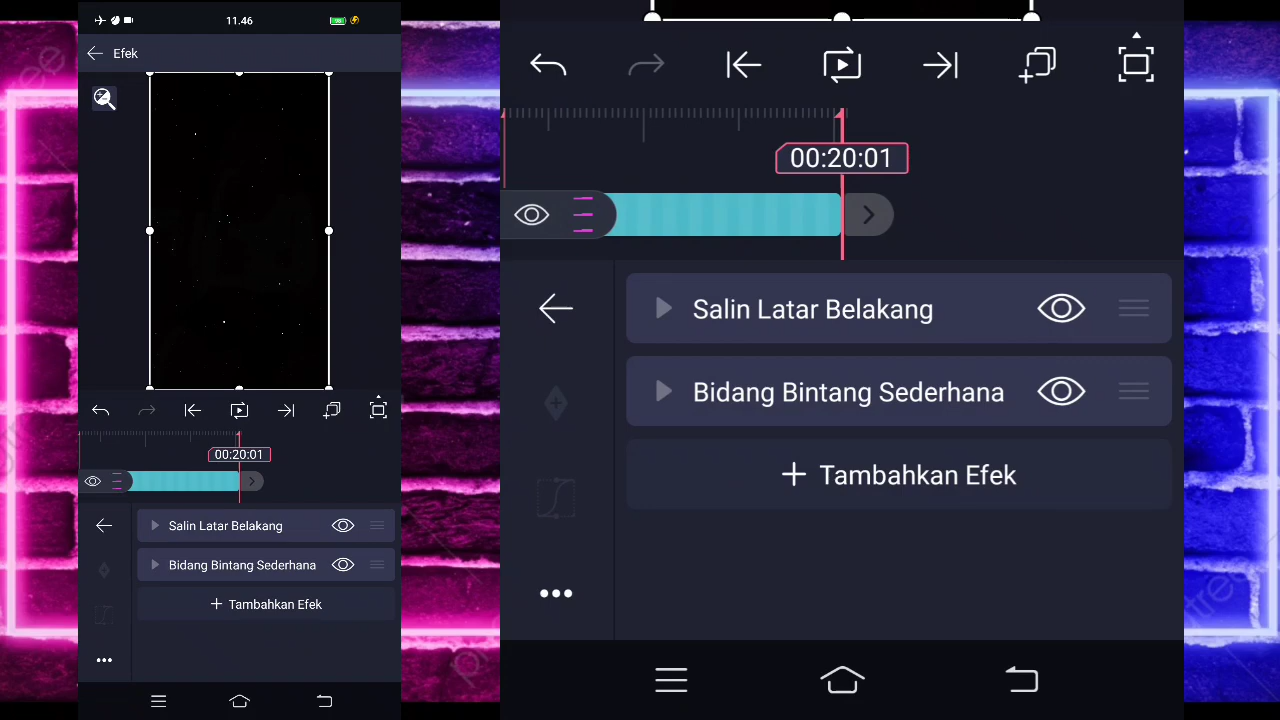 11.46
98
Efek
00:20:01
Salin Latar Belakang
Bidang Bintang Sederhana
+ Tambahkan Efek
00:20:01
Salin Latar Belakang
Bidang Bintang Sederhana
+ Tambahkan Efek